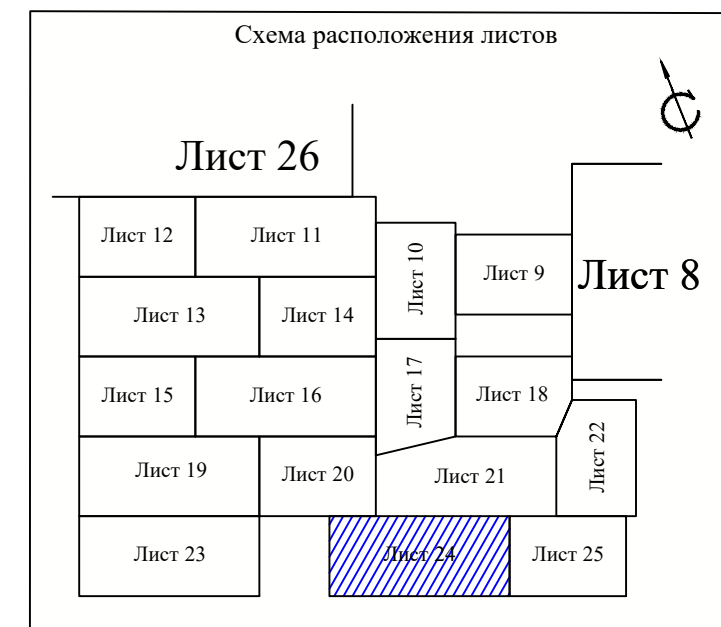 Схема расположения листов
Лист 26
Лист 12
Лист 11
Лист 10
Лист 9
Лист 8
Лист 13
Лист 14
Лист 15
Лист 16
Лист 17
Лист 18
Лист 19
Лист 20
Лист 21
Лист 22
Лист 23
Лист 24
Лист 25